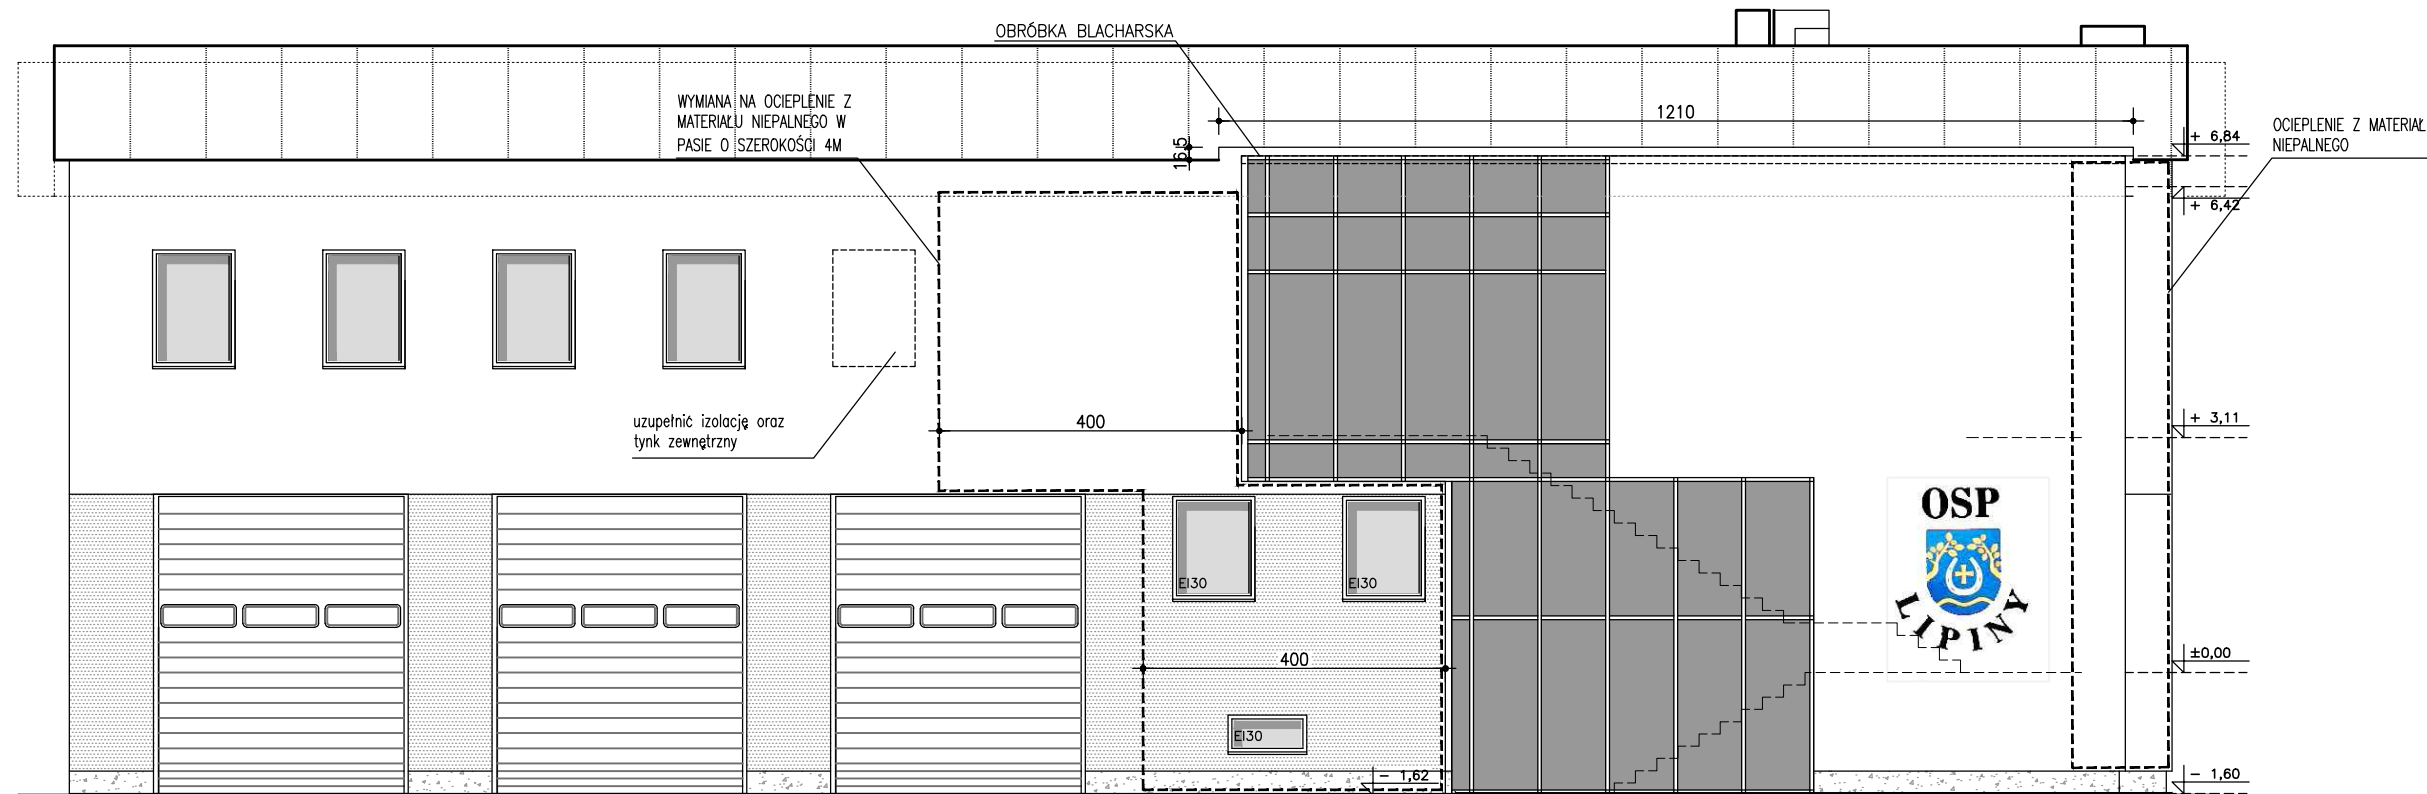 OBRÓBKA BLACHARSKA
WYMIANA NA OCIEPLENIE Z
MATERIAŁU NIEPALNEGO W
PASIE O SZEROKOŚCI 4M
1210
16,5
OCIEPLENIE Z MATERIAŁ
NIEPALNEGO
+ 6,84
+ 6,42
uzupełnić izolację oraz
tynk zewnętrzny
400
+ 3,11
OSP
LIPINY
EI30
EI30
400
±0,00
EI30
- 1,62
- 1,60